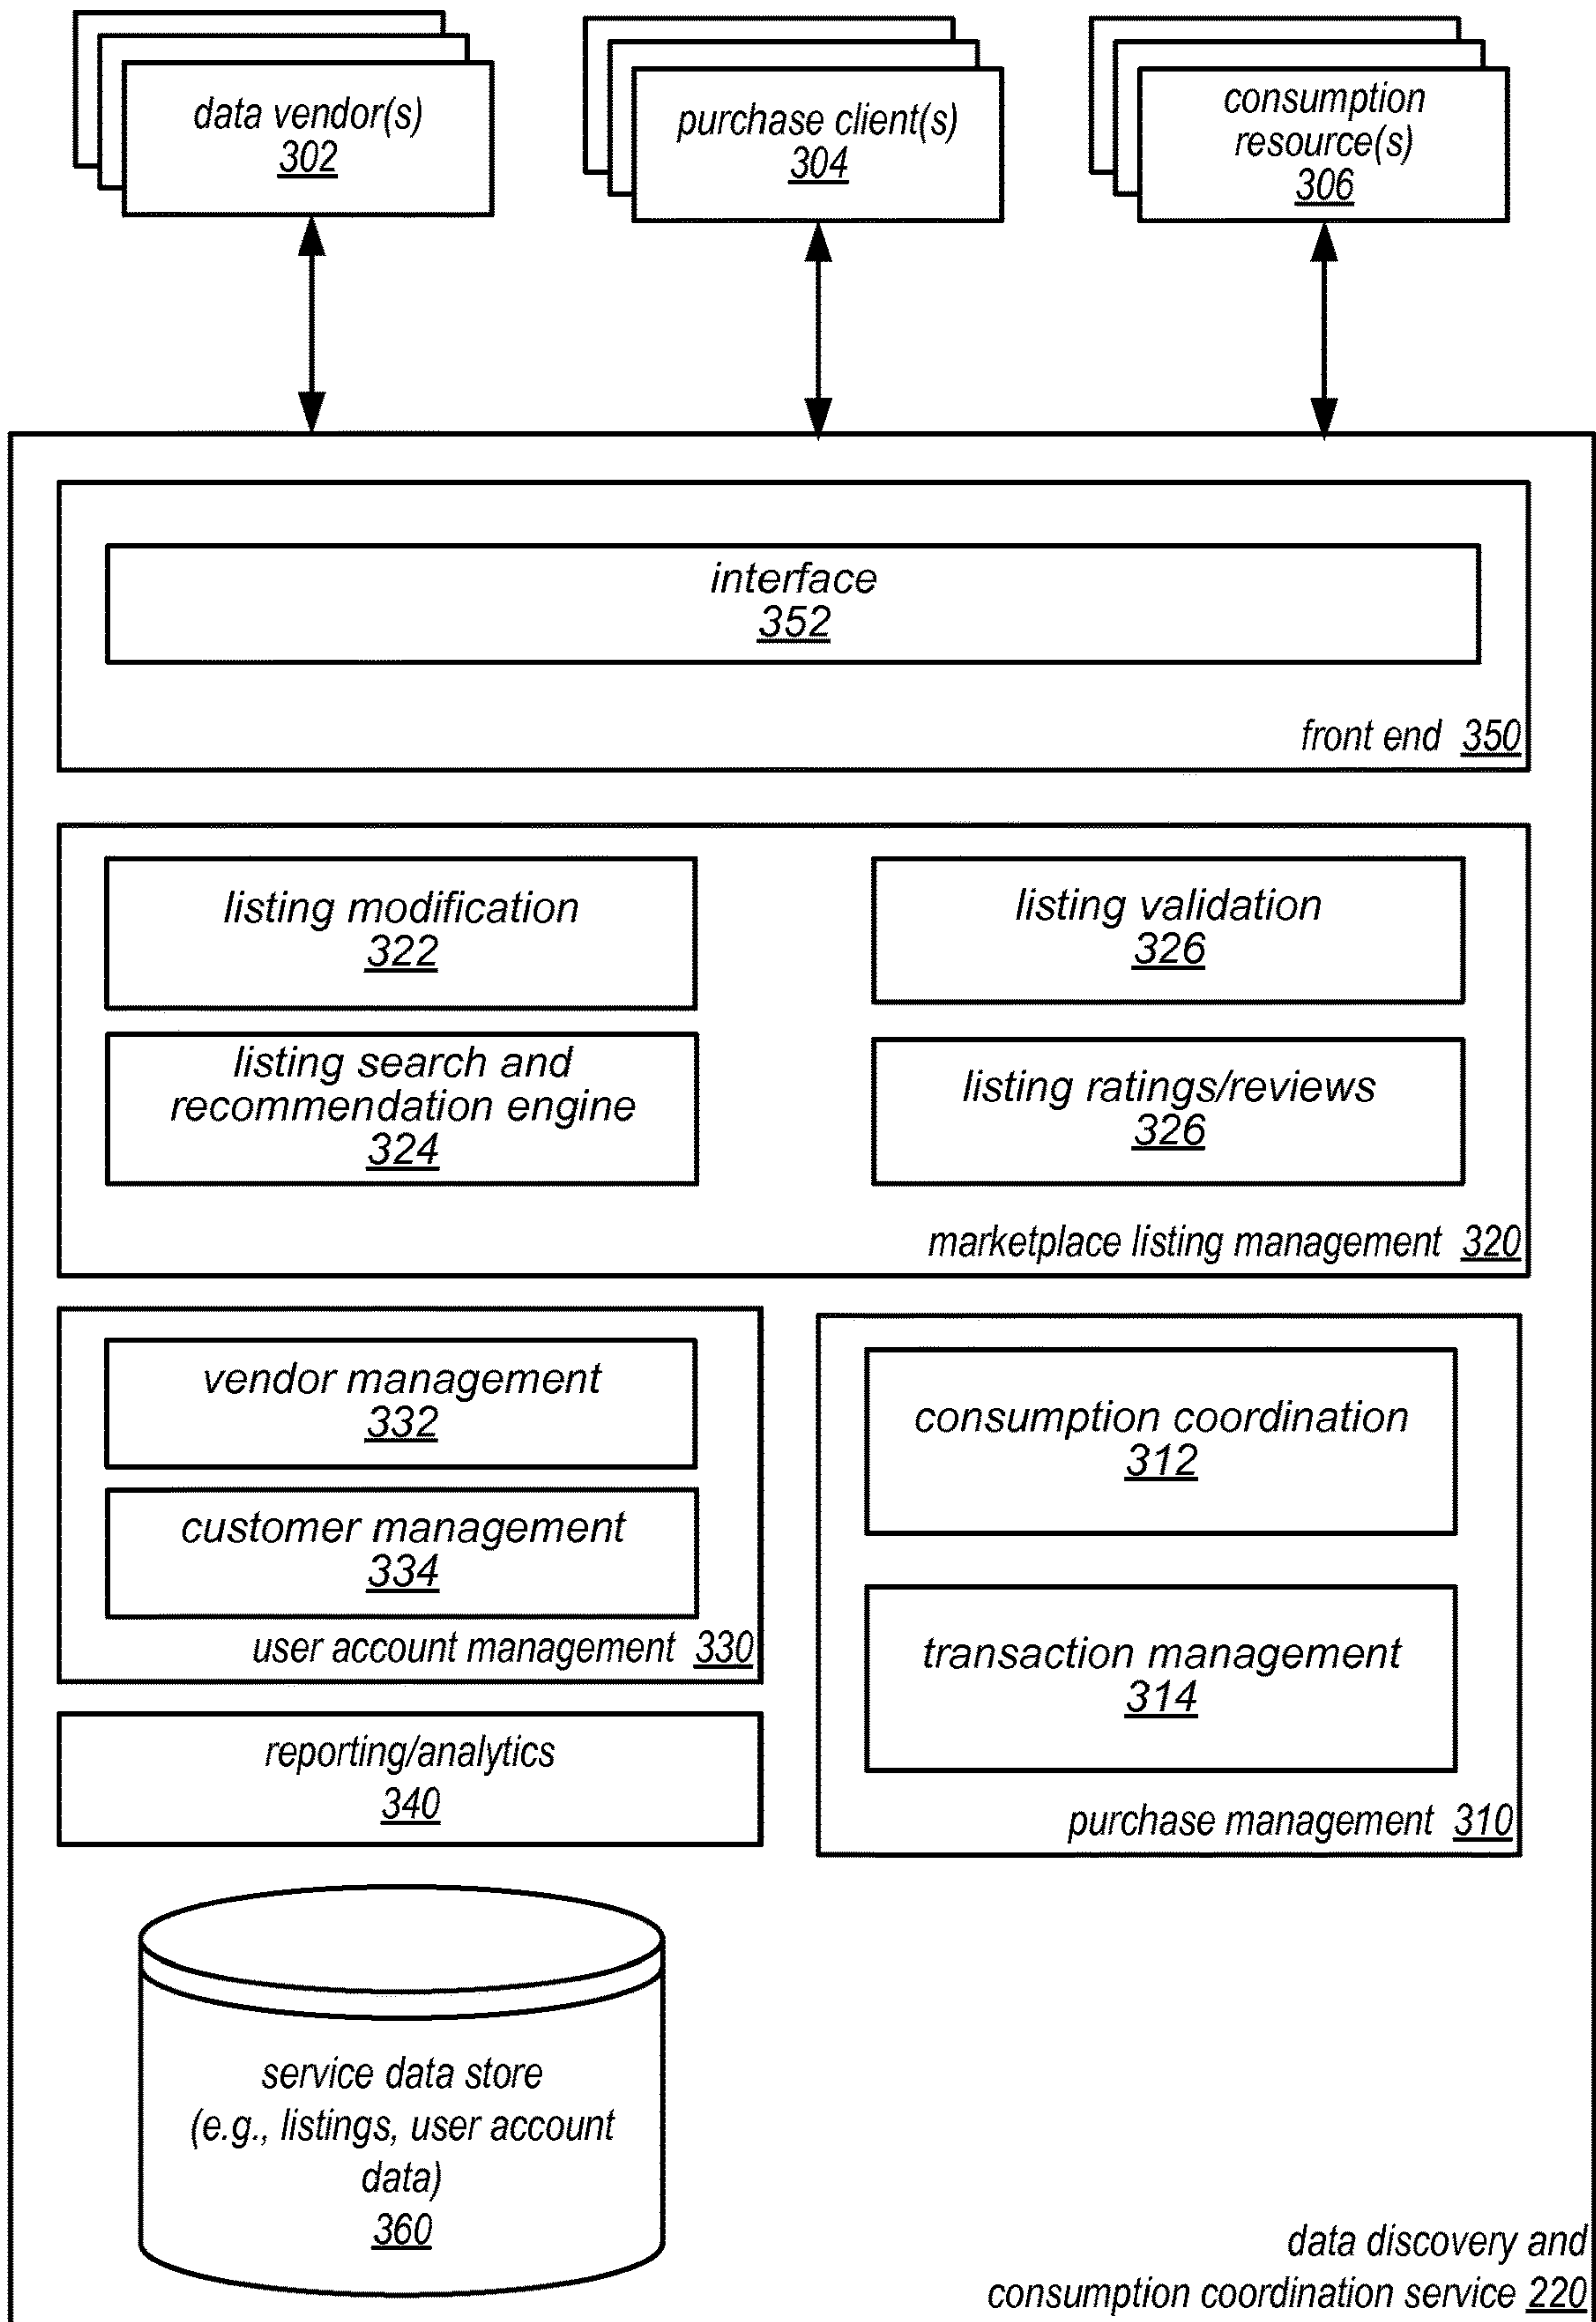 data vendor(s)
302
purchase client(s)
304
consumption
resource(s)
306
interface
352
front end 350
listing modification
322
listing validation
326
listing search and
recommendation engine
324
listing ratings/reviews
326
marketplace listing management 320
vendor management
332
customer management
334
user account management 330
consumption coordination
312
transaction management
314
purchase management 310
reporting/analytics
340
service data store
(e.g., listings, user account
data)
360
data discovery and
consumption coordination service 220